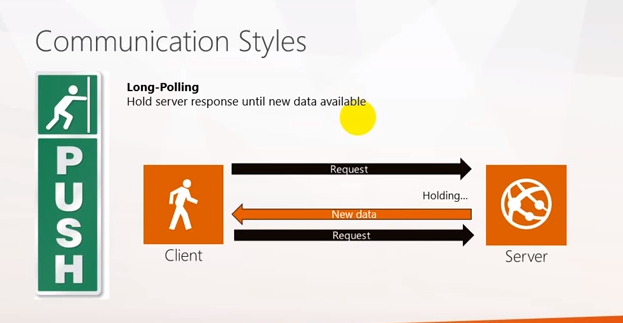 Communication Styles
PUSH
Long-Polling
Hold server response until new data available
Request
Holding...
New data
Request
Client
Server